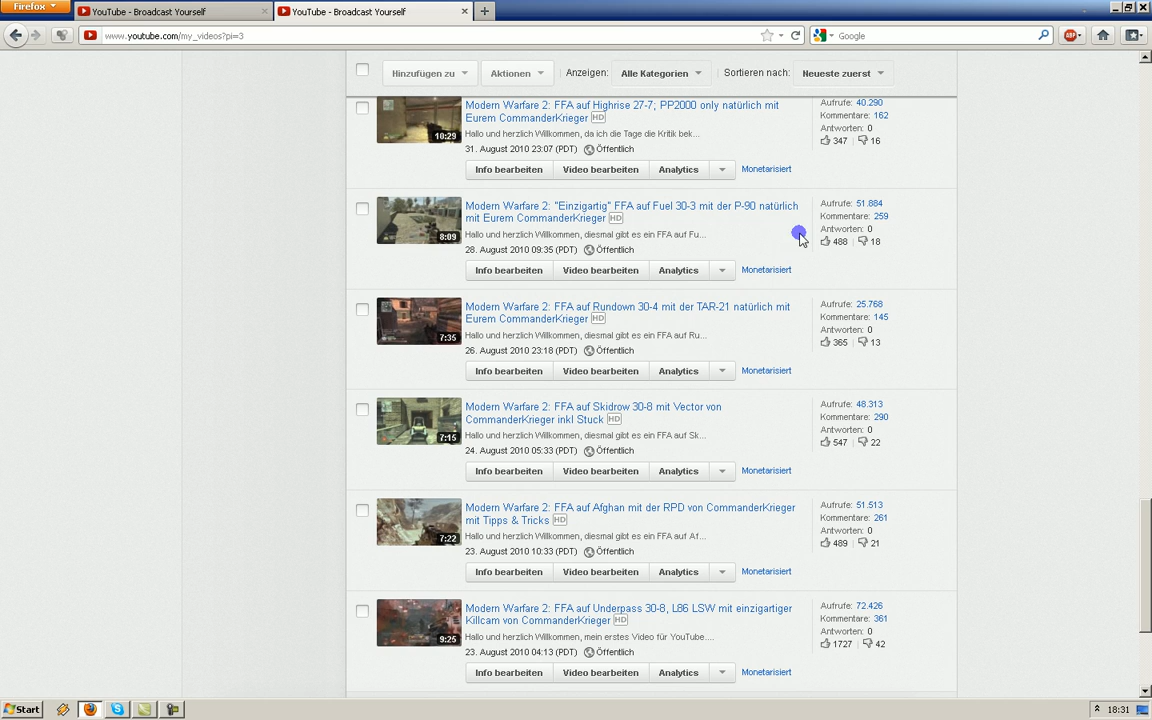 Firefox
YouTube - Broadcast Yourself
YouTube - Broadcast Yourself
www.youtube.com/my_videos?pi=3
Google
ABP
Hinzufügen zu
Aktionen
Anzeigen:
Alle Kategorien
Sortieren nach:
Neueste zuerst
10:29
Modern Warfare 2: FFA auf Highrise 27-7; PP2000 only natürlich mit
Eurem CommanderKrieger HD
Hallo und herzlich Willkommen, da ich die Tage die Kritik bek...
31. August 2010 23:07 (PDT) Öffentlich
Info bearbeiten Video bearbeiten Analytics Monetarisiert
Aufrufe: 40.290
Kommentare: 162
Antworten: 0
347 16
8:09
Modern Warfare 2: "Einzigartig" FFA auf Fuel 30-3 mit der P-90 natürlich
mit Eurem CommanderKrieger HD
Hallo und herzlich Willkommen, diesmal gibt es ein FFA auf Fu...
28. August 2010 09:35 (PDT) Öffentlich
Info bearbeiten Video bearbeiten Analytics Monetarisiert
Aufrufe: 51.884
Kommentare: 259
Antworten: 0
488 18
7:35
Modern Warfare 2: FFA auf Rundown 30-4 mit der TAR-21 natürlich mit
Eurem CommanderKrieger HD
Hallo und herzlich Willkommen, diesmal gibt es ein FFA auf Ru...
26. August 2010 23:18 (PDT) Öffentlich
Info bearbeiten Video bearbeiten Analytics Monetarisiert
Aufrufe: 25.768
Kommentare: 145
Antworten: 0
365 13
7:15
Modern Warfare 2: FFA auf Skidrow 30-8 mit Vector von
CommanderKrieger inkl Stuck HD
Hallo und herzlich Willkommen, diesmal gibt es ein FFA auf Sk...
24. August 2010 05:33 (PDT) Öffentlich
Info bearbeiten Video bearbeiten Analytics Monetarisiert
Aufrufe: 48.313
Kommentare: 290
Antworten: 0
547 22
7:22
Modern Warfare 2: FFA auf Afghan mit der RPD von CommanderKrieger
mit Tipps & Tricks HD
Hallo und herzlich Willkommen, diesmal gibt es ein FFA auf Af...
23. August 2010 10:33 (PDT) Öffentlich
Info bearbeiten Video bearbeiten Analytics Monetarisiert
Aufrufe: 51.513
Kommentare: 261
Antworten: 0
489 21
9:25
Modern Warfare 2: FFA auf Underpass 30-8, L86 LSW mit einzigartiger
Killcam von CommanderKrieger HD
Hallo und herzlich Willkommen, mein erstes Video für YouTube....
23. August 2010 04:13 (PDT) Öffentlich
Info bearbeiten Video bearbeiten Analytics Monetarisiert
Aufrufe: 72.426
Kommentare: 361
Antworten: 0
1727 42
Start
18:31